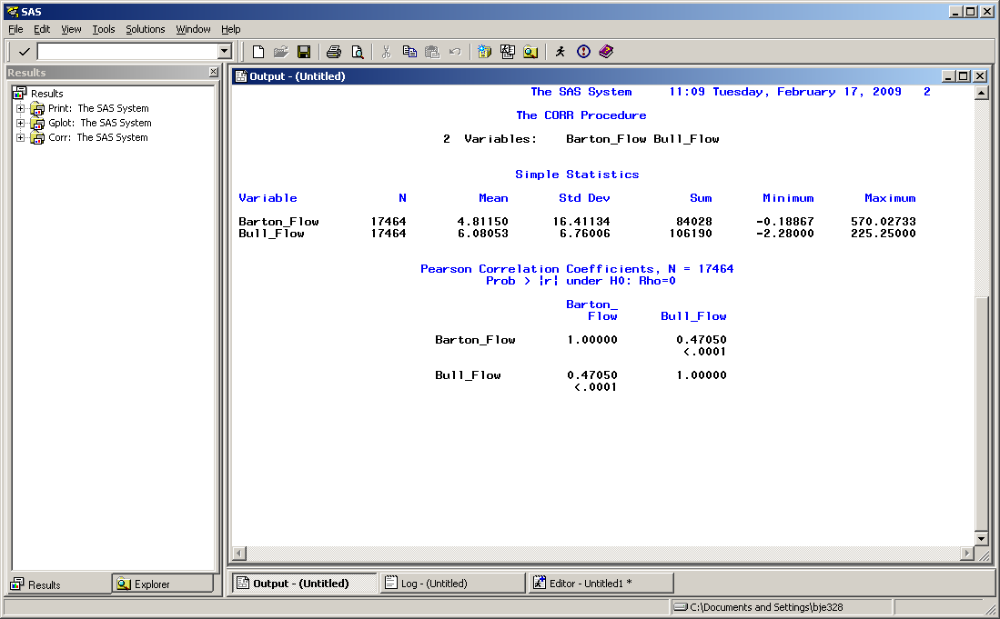 SAS
File Edit View Tools Solutions Window Help
Results
Results
Print: The SAS System
Gplot: The SAS System
Corr: The SAS System
Output - (Untitled)
The SAS System 11:09 Tuesday, February 17, 2009 2
The CORR Procedure
2 Variables: Barton_Flow Bull_Flow
Simple Statistics
Variable N Mean Std Dev Sum Minimum Maximum
Barton_Flow 17464 4.81150 16.41134 84028 -0.18867 570.02733
Bull_Flow 17464 6.08053 6.76006 106190 -2.28000 225.25000
Pearson Correlation Coefficients, N = 17464
Prob > |r| under H0: Rho=0
Barton_
Flow Bull_Flow
Barton_Flow 1.00000 0.47050
<.0001
Bull_Flow 0.47050 1.00000
<.0001
Results Explorer
Output - (Untitled) Log - (Untitled) Editor - Untitled1 *
C:\Documents and Settings\bje328